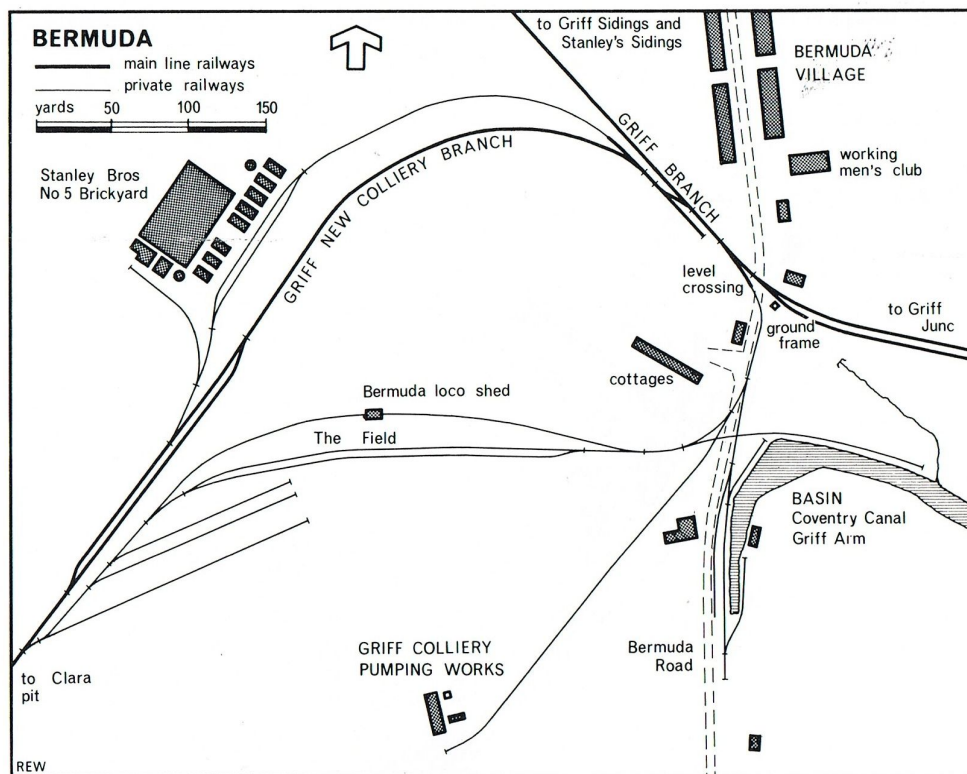 BERMUDA
main line railways
private railways
yards 50 100 150
Stanley Bros
No 5 Brickyard
to Griff Sidings and
Stanley's Sidings
BERMUDA
VILLAGE
working
men's club
GRIFF BRANCH
GRIFF NEW COLLIERY BRANCH
level
crossing
ground
frame
to Griff
Junc
cottages
Bermuda loco shed
The Field
BASIN
Coventry Canal
Griff Arm
GRIFF COLLIERY
PUMPING WORKS
Bermuda
Road
to Clara
pit
REW